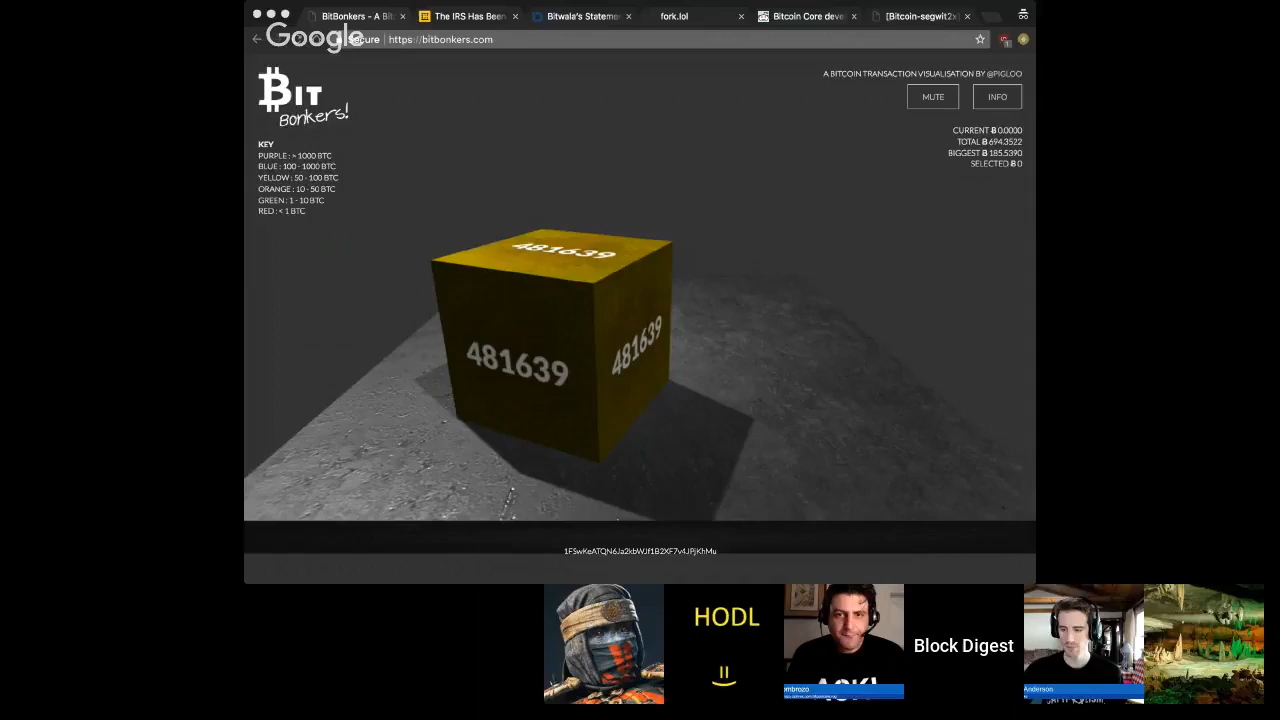 BitBonkers - A Bit
The IRS Has Been
Bitwala's Stateme
fork.lol
Bitcoin Core deve
[Bitcoin-segwit2x]
Google
Secure
https://bitbonkers.com
BIT
Bonkers!
A BITCOIN TRANSACTION VISUALISATION BY @PIGLOO
MUTE
INFO
KEY
PURPLE : > 1000 BTC
BLUE : 100 - 1000 BTC
YELLOW : 50 - 100 BTC
ORANGE : 10 - 50 BTC
GREEN : 1 - 10 BTC
RED : < 1 BTC
CURRENT Ƀ 0.0000
TOTAL Ƀ 694.3522
BIGGEST Ƀ 185.5390
SELECTED Ƀ 0
481639
481639
481639
HODL
=)
Block Digest
ombrozo
Anderson